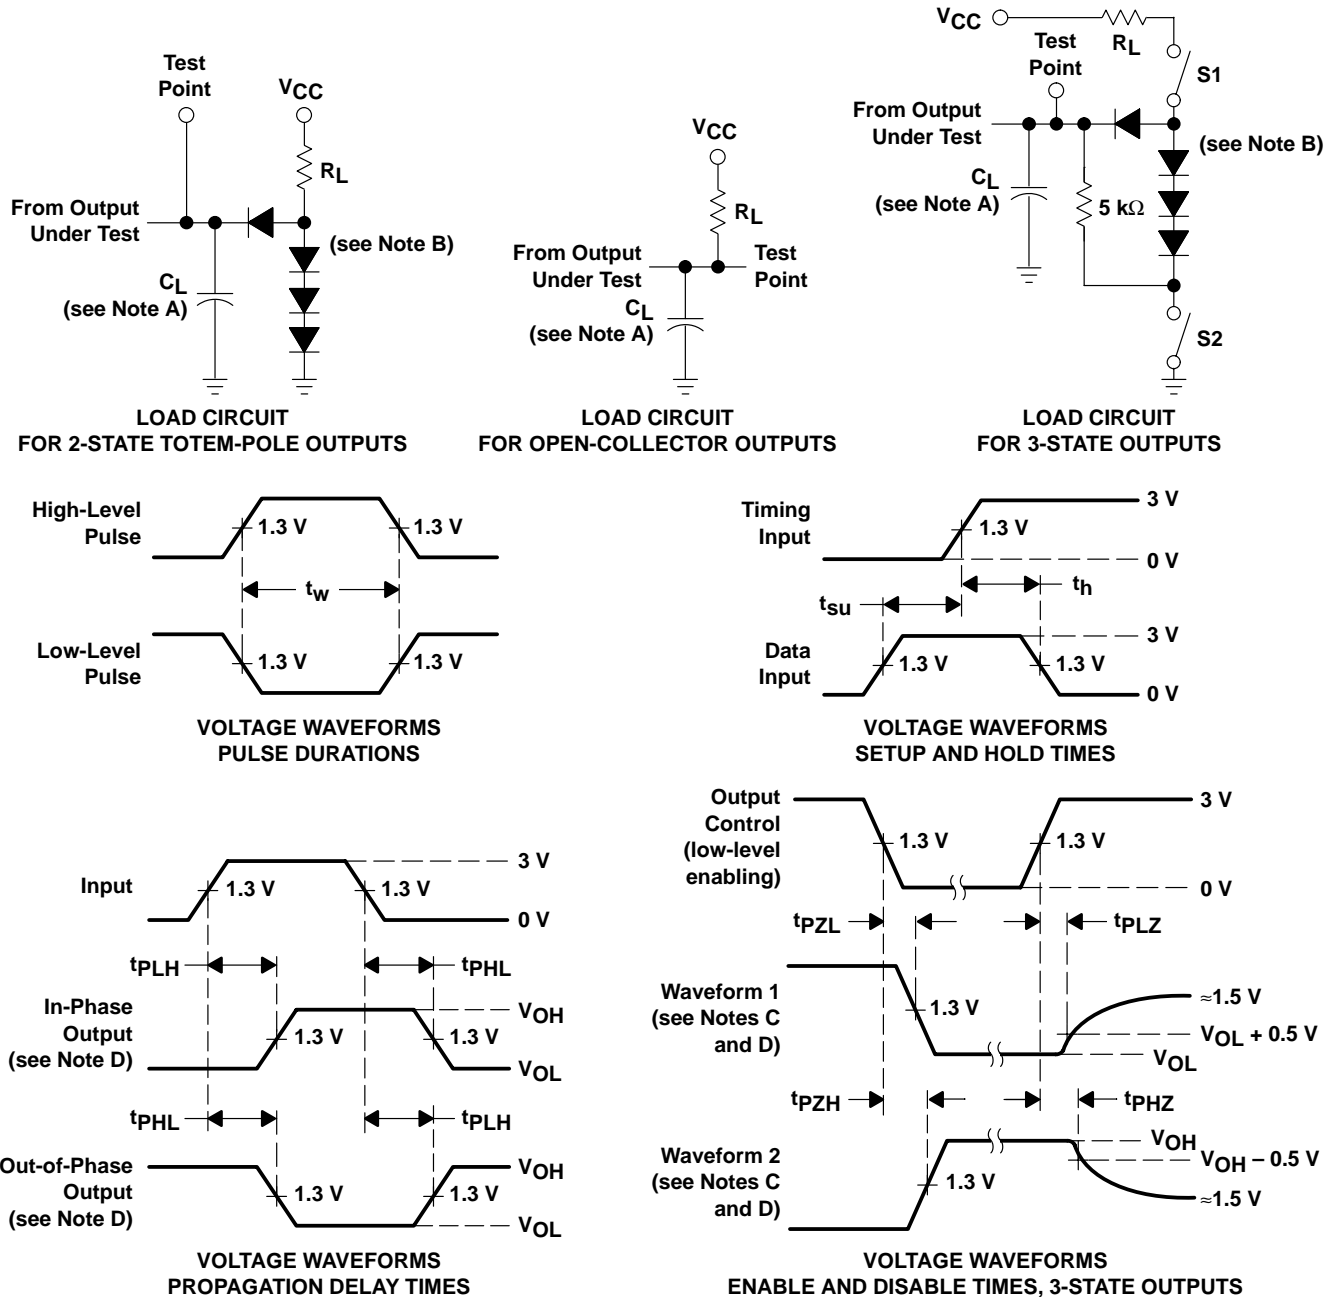 Test
Point
VCC
RL
From Output
Under Test
(see Note B)
CL
(see Note A)
LOAD CIRCUIT
FOR 2-STATE TOTEM-POLE OUTPUTS
VCC
RL
From Output
Under Test
Test
Point
CL
(see Note A)
LOAD CIRCUIT
FOR OPEN-COLLECTOR OUTPUTS
VCC
RL
Test
Point
S1
From Output
Under Test
(see Note B)
CL
(see Note A)
5 kΩ
S2
LOAD CIRCUIT
FOR 3-STATE OUTPUTS
High-Level
Pulse
1.3 V
1.3 V
tw
Low-Level
Pulse
1.3 V
1.3 V
VOLTAGE WAVEFORMS
PULSE DURATIONS
Timing
Input
3 V
1.3 V
0 V
th
tsu
Data
Input
3 V
1.3 V
1.3 V
0 V
VOLTAGE WAVEFORMS
SETUP AND HOLD TIMES
Input
3 V
1.3 V
1.3 V
0 V
tPLH
tPHL
In-Phase
Output
(see Note D)
VOH
1.3 V
1.3 V
VOL
tPHL
tPLH
Out-of-Phase
Output
(see Note D)
VOH
1.3 V
1.3 V
VOL
VOLTAGE WAVEFORMS
PROPAGATION DELAY TIMES
Output
Control
(low-level
enabling)
3 V
1.3 V
1.3 V
0 V
tPZL
tPLZ
Waveform 1
(see Notes C
and D)
1.3 V
≈1.5 V
VOL + 0.5 V
VOL
tPZH
tPHZ
Waveform 2
(see Notes C
and D)
1.3 V
VOH
VOH – 0.5 V
≈1.5 V
VOLTAGE WAVEFORMS
ENABLE AND DISABLE TIMES, 3-STATE OUTPUTS